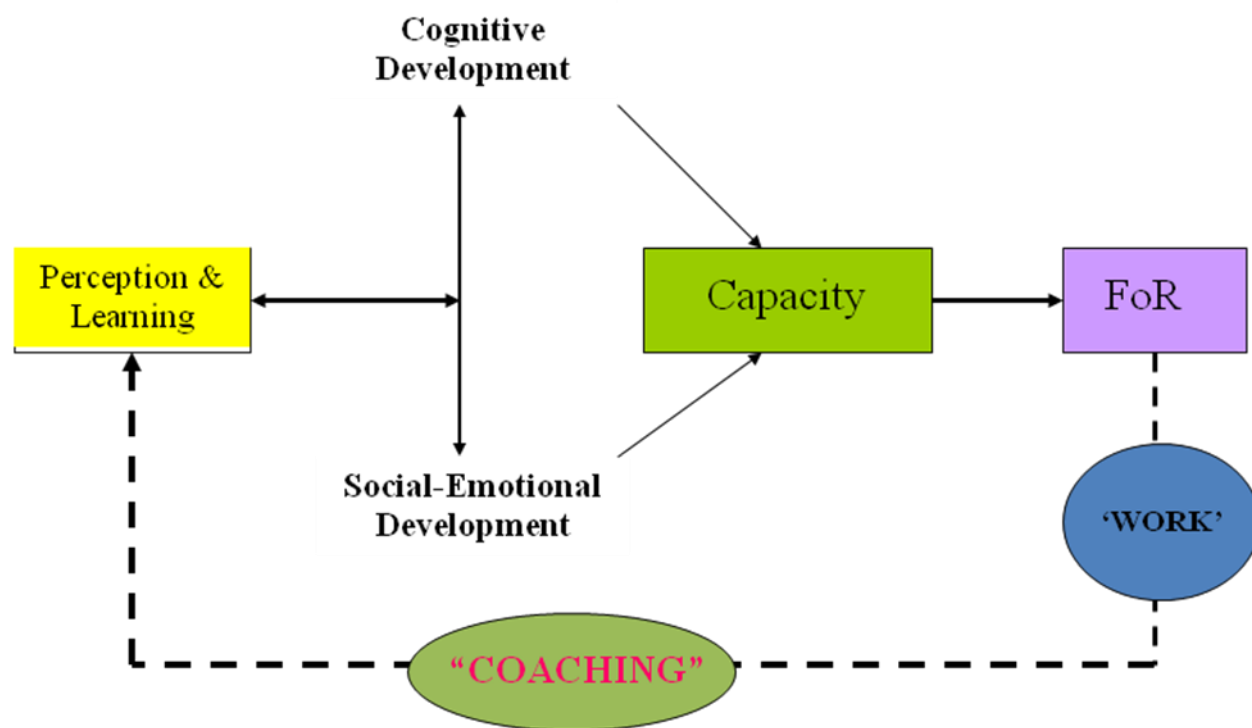 Cognitive
Development
Perception &
Learning
Capacity
FoR
Social-Emotional
Development
‘WORK’
“COACHING”